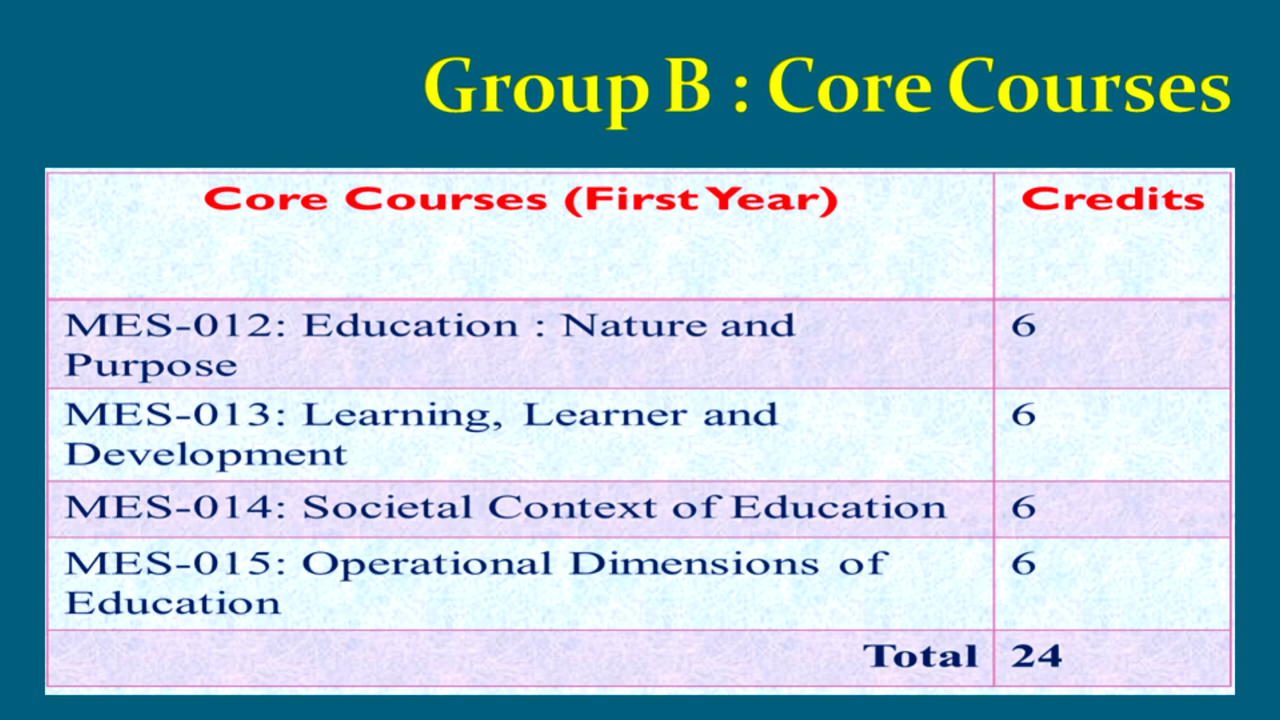 Group B : Core Courses
Core Courses (First Year) Credits
MES-012: Education : Nature and 6
Purpose
MES-013: Learning, Learner and 6
Development
MES-014: Societal Context of Education 6
MES-015: Operational Dimensions of 6
Education
Total 24